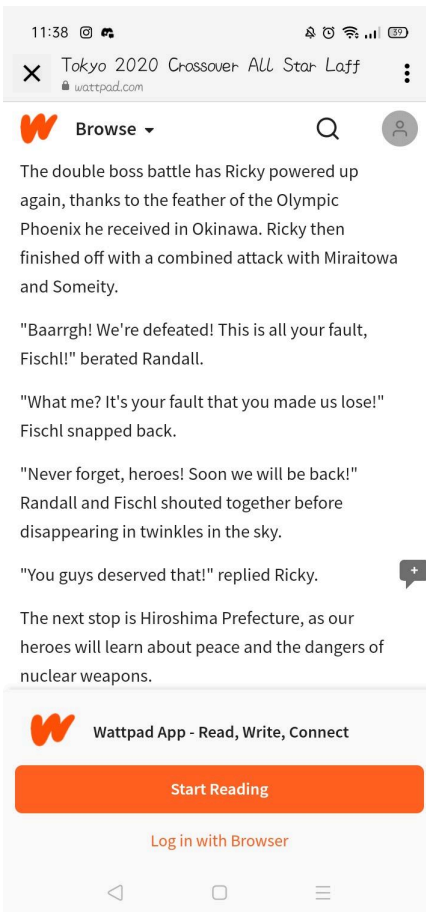 11:38
39
Tokyo 2020 Crossover All Star Laff
wattpad.com
Browse
The double boss battle has Ricky powered up
again, thanks to the feather of the Olympic
Phoenix he received in Okinawa. Ricky then
finished off with a combined attack with Miraitowa
and Someity.
"Baarrgh! We're defeated! This is all your fault,
Fischl!" berated Randall.
"What me? It's your fault that you made us lose!"
Fischl snapped back.
"Never forget, heroes! Soon we will be back!"
Randall and Fischl shouted together before
disappearing in twinkles in the sky.
"You guys deserved that!" replied Ricky.
+
The next stop is Hiroshima Prefecture, as our
heroes will learn about peace and the dangers of
nuclear weapons.
Wattpad App - Read, Write, Connect
Start Reading
Log in with Browser